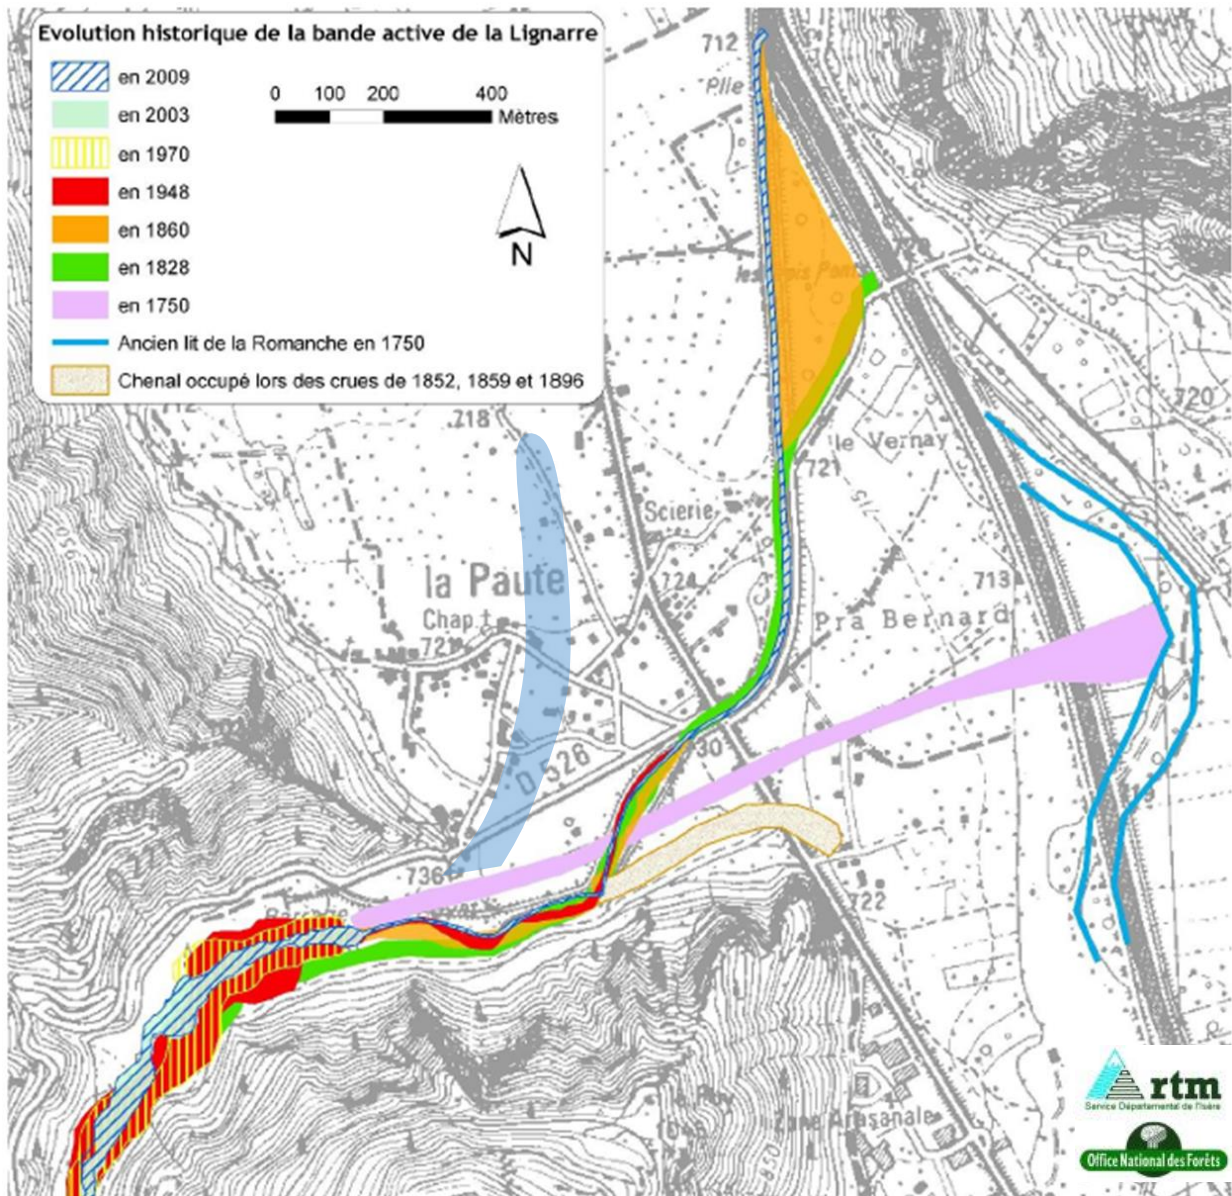 Evolution historique de la bande active de la Lignarre
en 2009
en 2003
en 1970
en 1948
en 1860
en 1828
en 1750
Ancien lit de la Romanche en 1750
Chenal occupé lors des crues de 1852, 1859 et 1896
0 100 200 400 Mètres
N
712
Plle
720
718
le Vernay
721
Scierie
la Paute
Chap.t
724
713
Pra Bernard
D 526
730
736
722
Zone Artisanale
rtm
Service Départemental de l'Isère
Office National des Forêts